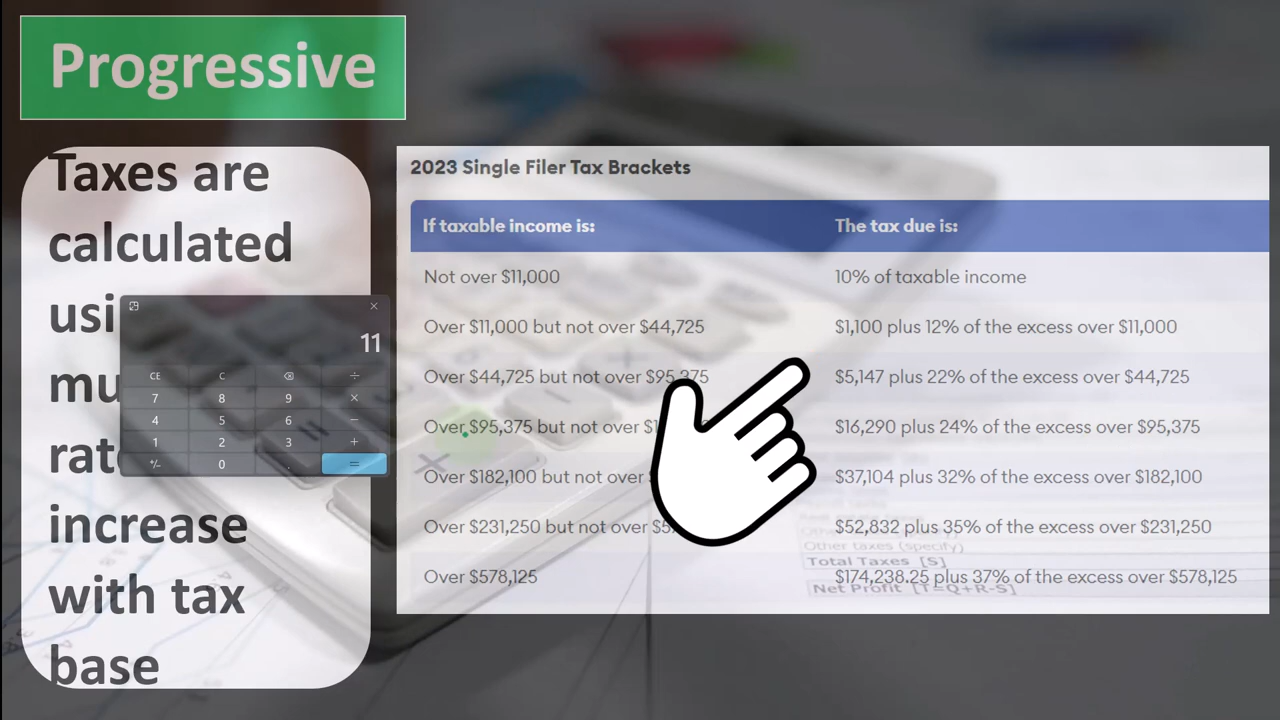 Progressive
Taxes are
calculated
increase
with tax
base
11
CE C ÷
7 8 9 ×
4 5 6 −
1 2 3 +
+/− 0 . =
2023 Single Filer Tax Brackets
If taxable income is: The tax due is:
Not over $11,000 10% of taxable income
Over $11,000 but not over $44,725 $1,100 plus 12% of the excess over $11,000
Over $44,725 but not over $95,375 $5,147 plus 22% of the excess over $44,725
Over $95,375 but not over $16,290 plus 24% of the excess over $95,375
Over $182,100 but not over $37,104 plus 32% of the excess over $182,100
Over $231,250 but not over $52,832 plus 35% of the excess over $231,250
Other taxes (specify)
Total Taxes [S]
Over $578,125 $174,238.25 plus 37% of the excess over $578,125
Net Profit [T=Q+R-S]